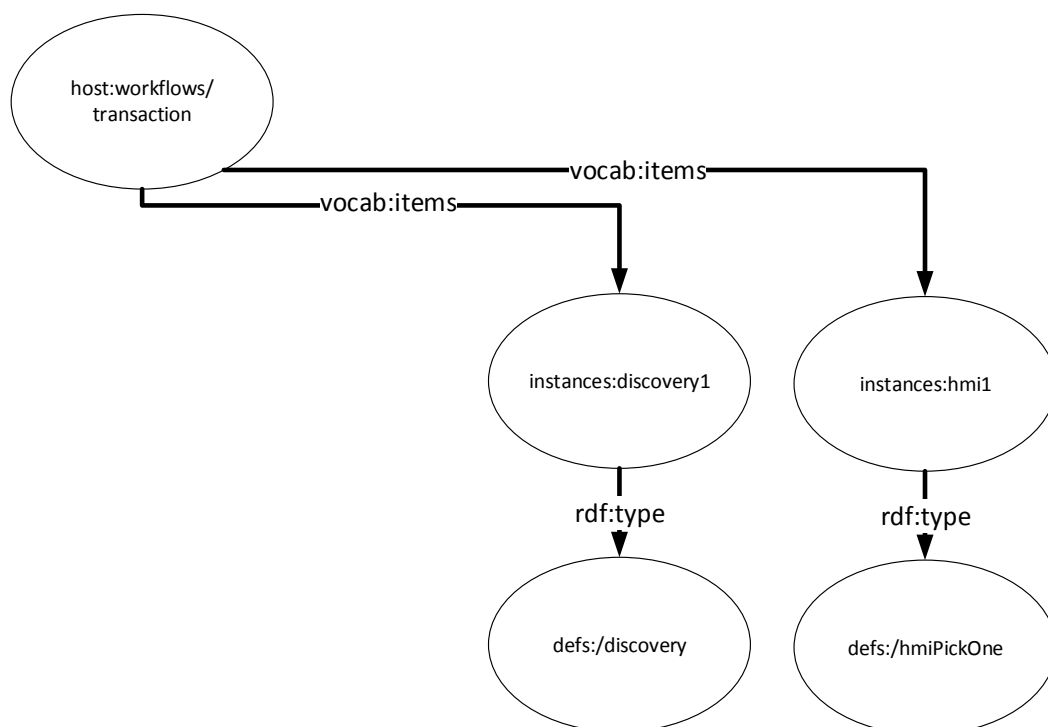 host:workflows/
transaction
vocab:items
vocab:items
instances:discovery1
instances:hmi1
rdf:type
rdf:type
defs:/discovery
defs:/hmiPickOne